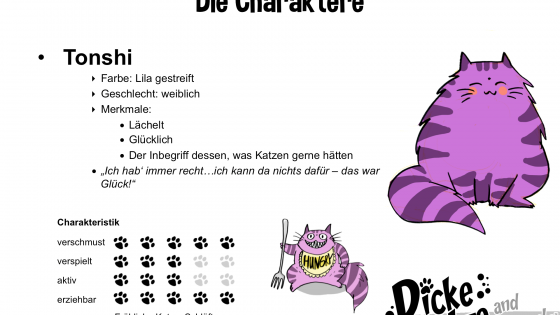 Die Charaktere
Tonshi
Farbe: Lila gestreift
Geschlecht: weiblich
Merkmale:
Lächelt
Glücklich
Der Inbegriff dessen, was Katzen gerne hätten
„Ich hab‘ immer recht…ich kann da nichts dafür – das war
Glück!“
Charakteristik
verschmust
verspielt
aktiv
erziehbar
HUNGRY
Dicke
and